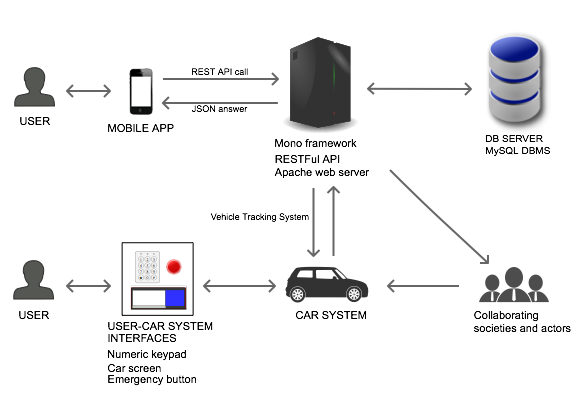 REST API call
JSON answer
USER
MOBILE APP
Mono framework
RESTFul API
Apache web server
DB SERVER
MySQL DBMS
Vehicle Tracking System
USER
USER-CAR SYSTEM
INTERFACES
Numeric keypad
Car screen
Emergency button
CAR SYSTEM
Collaborating
societies and actors